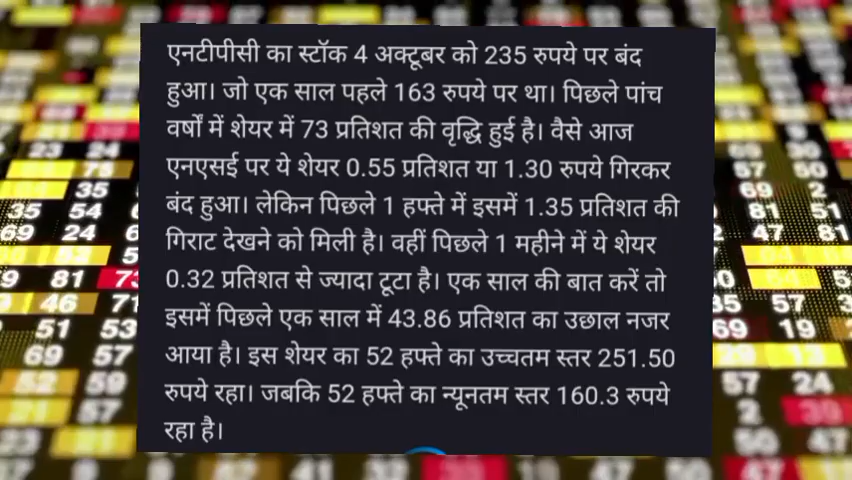 एनटीपीसी का स्टॉक 4 अक्टूबर को 235 रुपये पर बंद
हुआ। जो एक साल पहले 163 रुपये पर था। पिछले पांच
वर्षों में शेयर में 73 प्रतिशत की वृद्धि हुई है। वैसे आज
एनएसई पर ये शेयर 0.55 प्रतिशत या 1.30 रुपये गिरकर
बंद हुआ। लेकिन पिछले 1 हफ्ते में इसमें 1.35 प्रतिशत की
गिराट देखने को मिली है। वहीं पिछले 1 महीने में ये शेयर
0.32 प्रतिशत से ज्यादा टूटा है। एक साल की बात करें तो
इसमें पिछले एक साल में 43.86 प्रतिशत का उछाल नजर
आया है। इस शेयर का 52 हफ्ते का उच्चतम स्तर 251.50
रुपये रहा। जबकि 52 हफ्ते का न्यूनतम स्तर 160.3 रुपये
रहा है।